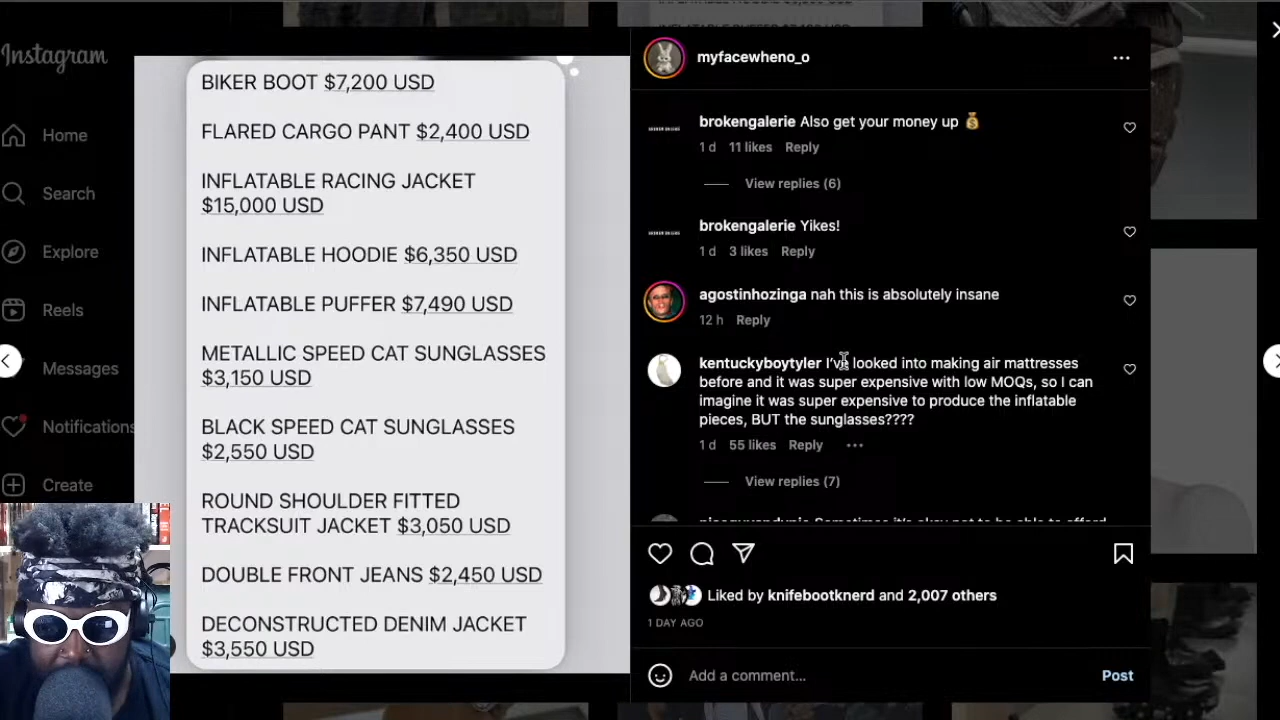 Instagram
Home
Search
Explore
Reels
Messages
Notifications
Create
BIKER BOOT $7,200 USD
FLARED CARGO PANT $2,400 USD
INFLATABLE RACING JACKET
$15,000 USD
INFLATABLE HOODIE $6,350 USD
INFLATABLE PUFFER $7,490 USD
METALLIC SPEED CAT SUNGLASSES
$3,150 USD
BLACK SPEED CAT SUNGLASSES
$2,550 USD
ROUND SHOULDER FITTED
TRACKSUIT JACKET $3,050 USD
DOUBLE FRONT JEANS $2,450 USD
DECONSTRUCTED DENIM JACKET
$3,550 USD
myfacewheno_o
brokengalerie Also get your money up 💰
1 d 11 likes Reply
View replies (6)
brokengalerie Yikes!
1 d 3 likes Reply
agostinhozinga nah this is absolutely insane
12 h Reply
kentuckyboytyler I've looked into making air mattresses
before and it was super expensive with low MOQs, so I can
imagine it was super expensive to produce the inflatable
pieces, BUT the sunglasses????
1 d 55 likes Reply
View replies (7)
Liked by knifebootknerd and 2,007 others
1 DAY AGO
Add a comment...
Post